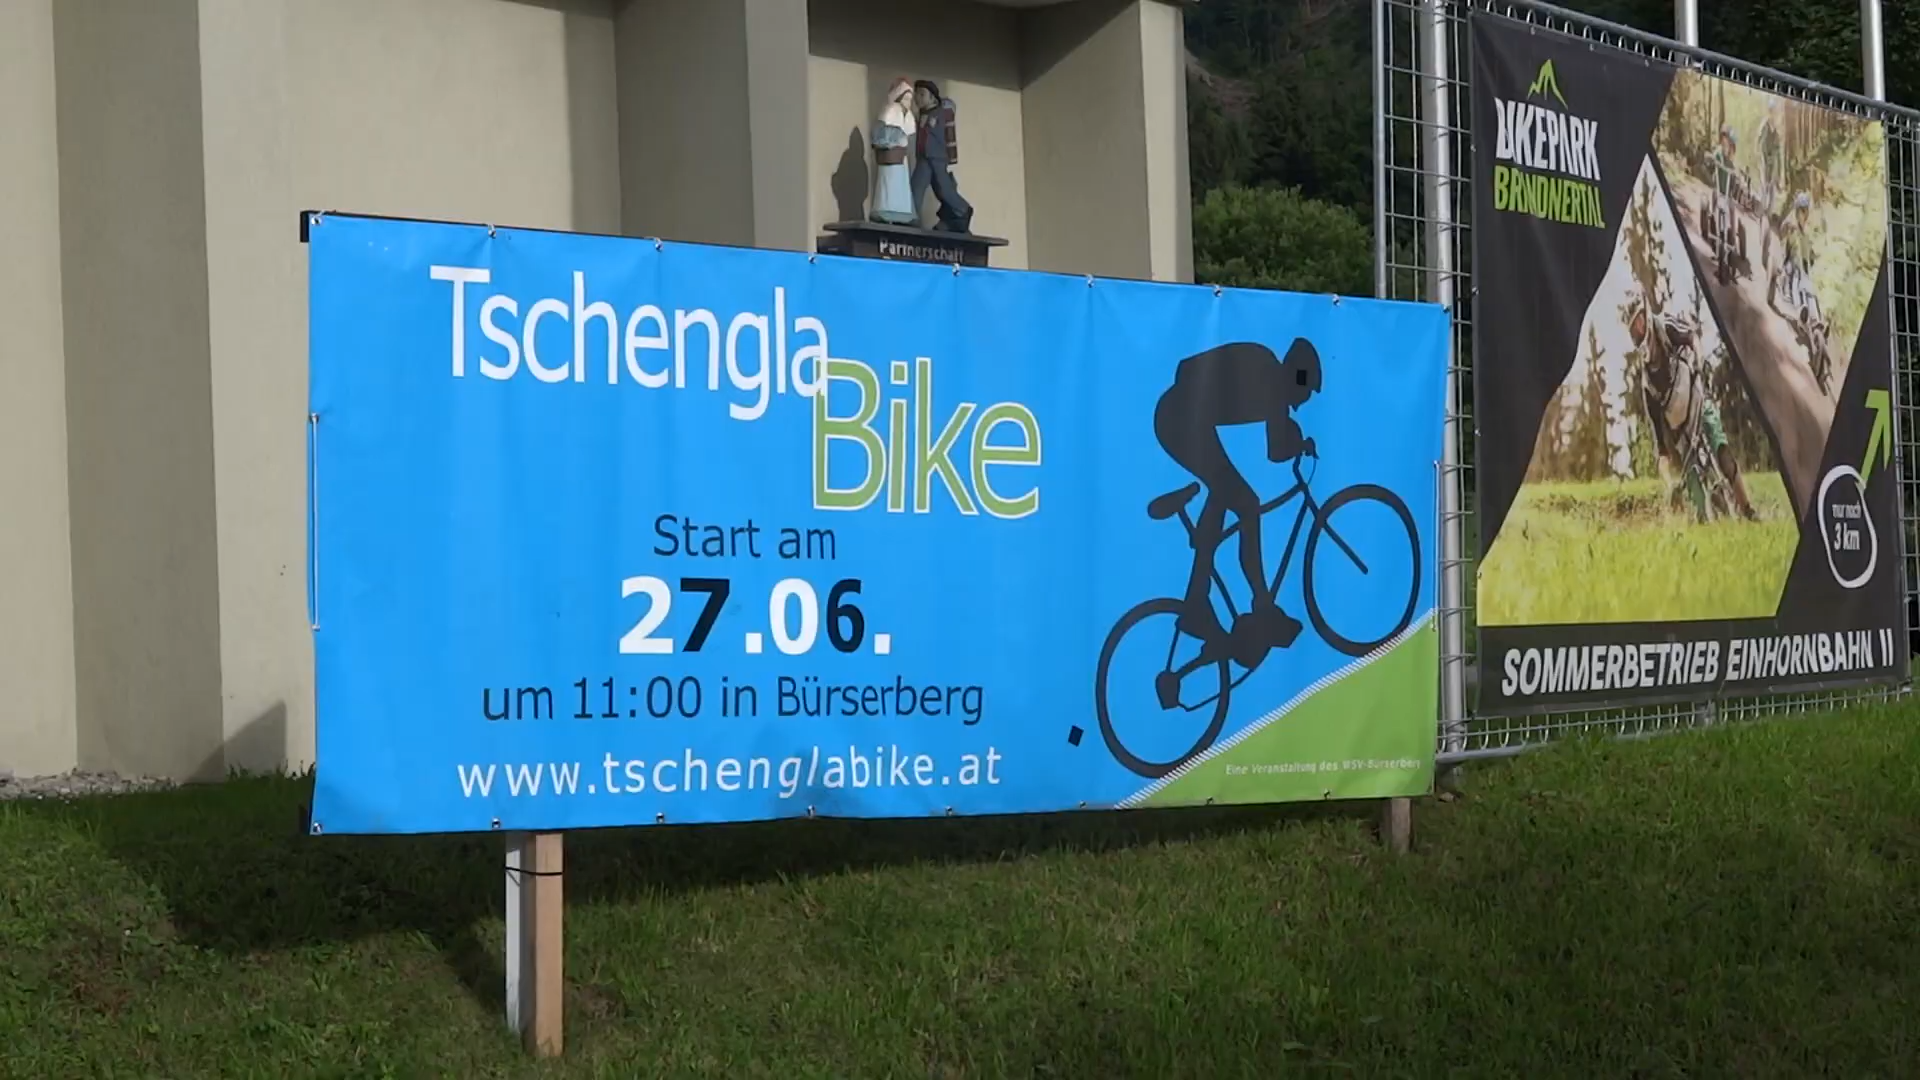 Partnerschaft
Tschengla
Bike
Start am
27.06.
um 11:00 in Bürserberg
www.tschenglabike.at
Eine Veranstaltung des WSV-Bürserberg
BIKEPARK
BRANDNERTAL
nur noch
3 km
SOMMERBETRIEB EINHORNBAHN II